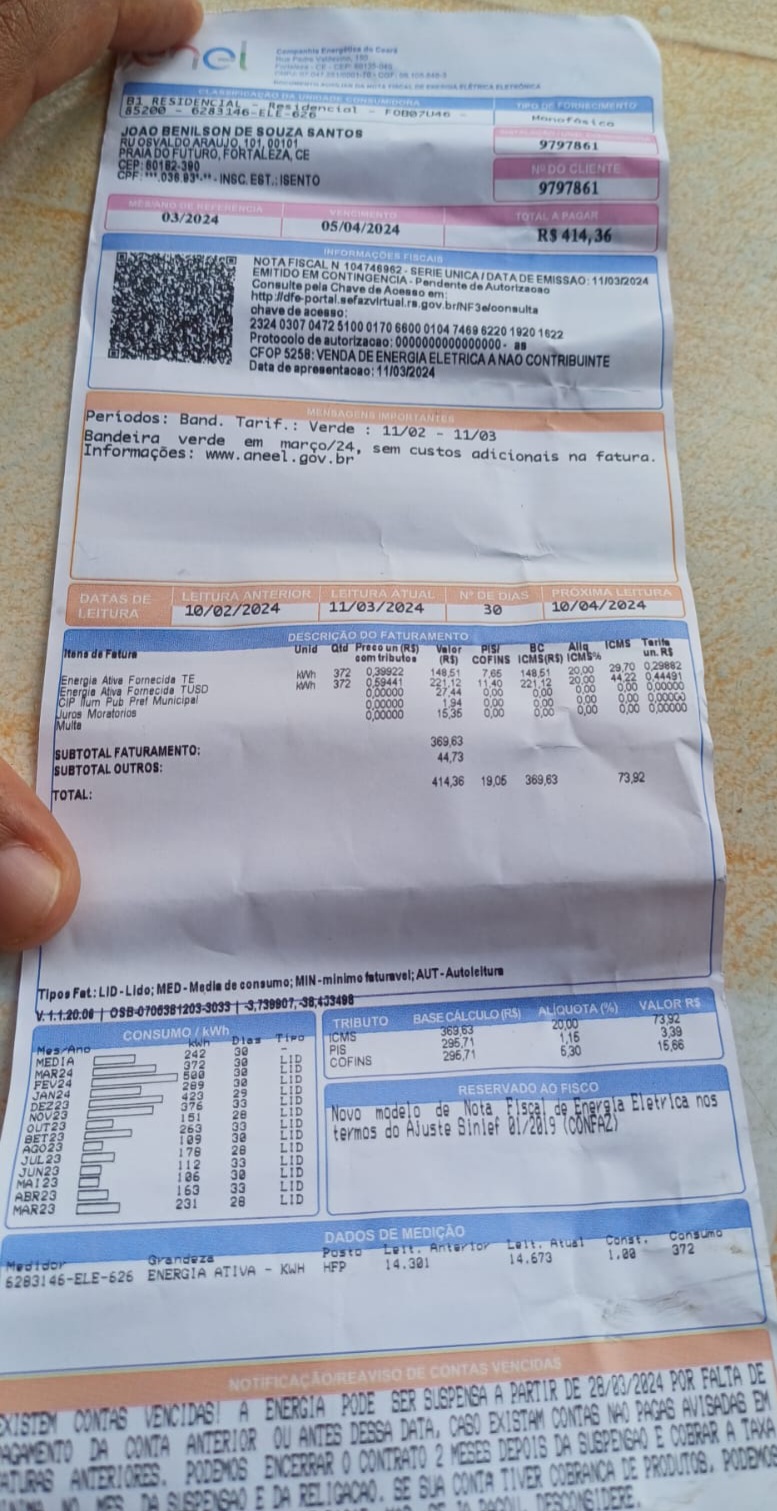 enel
Companhia Energética do Ceará
Rua Padre Valdevino, 150
Fortaleza - CE - CEP: 60135-040
DOCUMENTO AUXILIAR DA NOTA FISCAL DE ENERGIA ELÉTRICA ELETRÔNICA
CLASSIFICAÇÃO DA UNIDADE CONSUMIDORA
TIPO DE FORNECIMENTO
B1 RESIDENCIAL - Residencial - F0B07U46 -
85200 - 6283146-ELE-626
Monofásico
JOAO BENILSON DE SOUZA SANTOS
RU OSVALDO ARAUJO, 101, 00101
PRAIA DO FUTURO, FORTALEZA, CE
CEP: 60182-390
CPF: ***.036.93*-** - INSC. EST.: ISENTO
9797861
Nº DO CLIENTE
9797861
MÊS/ANO DE REFERÊNCIA VENCIMENTO TOTAL A PAGAR
03/2024 05/04/2024 R$ 414,36
INFORMAÇÕES FISCAIS
NOTA FISCAL N 104746962 - SERIE UNICA / DATA DE EMISSAO: 11/03/2024
EMITIDO EM CONTINGENCIA - Pendente de Autorizacao
Consulte pela Chave de Acesso em:
http://dfe-portal.sefazvirtual.rs.gov.br/NF3e/consulta
chave de acesso:
2324 0307 0472 5100 0170 6600 0104 7469 6220 1920 1622
Protocolo de autorizacao: 0000000000000000 - as
CFOP 5258: VENDA DE ENERGIA ELETRICA A NAO CONTRIBUINTE
Data de apresentacao: 11/03/2024
MENSAGENS IMPORTANTES
Períodos: Band. Tarif.: Verde : 11/02 - 11/03
Bandeira verde em março/24, sem custos adicionais na fatura.
Informações: www.aneel.gov.br
DATAS DE LEITURA
LEITURA ANTERIOR LEITURA ATUAL Nº DE DIAS PRÓXIMA LEITURA
10/02/2024 11/03/2024 30 10/04/2024
DESCRIÇÃO DO FATURAMENTO
Itens de Fatura Unid Qtd Preco un (R$) com tributos Valor (R$) PIS/ COFINS BC ICMS(R$) Aliq ICMS% ICMS Tarifa un. R$
Energia Ativa Fornecida TE kWh 372 0,39922 148,51 7,65 148,51 20,00 29,70 0,29882
Energia Ativa Fornecida TUSD kWh 372 0,59441 221,12 11,40 221,12 20,00 44,22 0,44491
CIP Ilum Pub Pref Municipal 0,00000 27,44 0,00 0,00 0,00 0,00 0,00000
Juros Moratorios 0,00000 1,94 0,00 0,00 0,00 0,00 0,00000
Multa 0,00000 15,35 0,00 0,00 0,00 0,00 0,00000
SUBTOTAL FATURAMENTO: 369,63
SUBTOTAL OUTROS: 44,73
TOTAL: 414,36 19,05 369,63 73,92
Tipos Fat.: LID - Lido; MED - Media de consumo; MIN - minimo faturavel; AUT - Autoleitura
V. 1.1.20.06 | OSB-0706381203-3033 | -3,739907, -38,433498
CONSUMO / kWh
Mes/Ano kWh Dias Tipo
MEDIA 242 30 -
MAR24 372 30 LID
FEV24 500 30 LID
JAN24 289 30 LID
DEZ23 423 29 LID
NOV23 376 33 LID
OUT23 151 28 LID
SET23 263 33 LID
AGO23 109 30 LID
JUL23 178 28 LID
JUN23 112 33 LID
MAI23 106 30 LID
ABR23 163 33 LID
MAR23 231 28 LID
TRIBUTO BASE CÁLCULO (R$) ALÍQUOTA (%) VALOR R$
ICMS 369,63 20,00 73,92
PIS 295,71 1,15 3,39
COFINS 295,71 5,30 15,66
RESERVADO AO FISCO
Novo modelo de Nota Fiscal de Energia Eletrica nos
termos do Ajuste Sinief 01/2019 (CONFAZ)
DADOS DE MEDIÇÃO
Medidor Grandeza Posto Leit. Anterior Leit. Atual Const. Consumo
6283146-ELE-626 ENERGIA ATIVA - KWH HFP 14.301 14.673 1.00 372
NOTIFICAÇÃO/REAVISO DE CONTAS VENCIDAS
EXISTEM CONTAS VENCIDAS! A ENERGIA PODE SER SUSPENSA A PARTIR DE 28/03/2024 POR FALTA DE
PAGAMENTO DA CONTA ANTERIOR OU ANTES DESSA DATA, CASO EXISTAM CONTAS NAO PAGAS AVISADAS EM
FATURAS ANTERIORES. PODEMOS ENCERRAR O CONTRATO 2 MESES DEPOIS DA SUSPENSAO E COBRAR A TAXA
NO MES DA SUSPENSAO E DA RELIGACAO. SE SUA CONTA TIVER COBRANCA DE PRODUTOS, PODEMOS
DESCONSIDERE